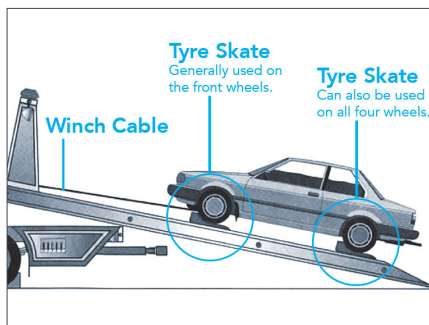 Tyre Skate
Generally used on
the front wheels.
Tyre Skate
Can also be used
on all four wheels.
Winch Cable